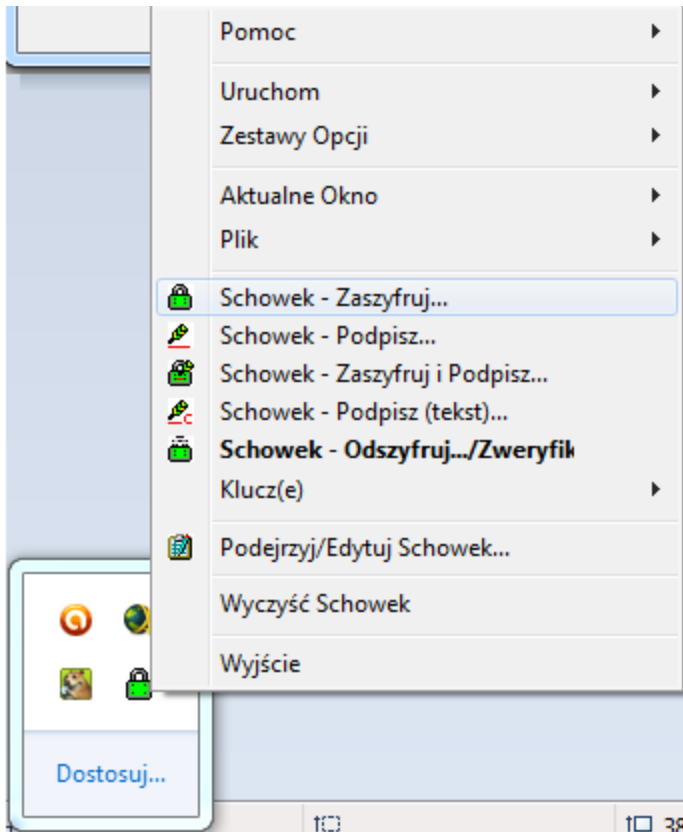 Pomoc
Uruchom
Zestawy Opcji
Aktualne Okno
Plik
Schowek - Zaszyfruj...
Schowek - Podpisz...
Schowek - Zaszyfruj i Podpisz...
Schowek - Podpisz (tekst)...
Schowek - Odszyfruj.../Zweryfik
Klucz(e)
Podejrzyj/Edytuj Schowek...
Wyczyść Schowek
Wyjście
Dostosuj...
38